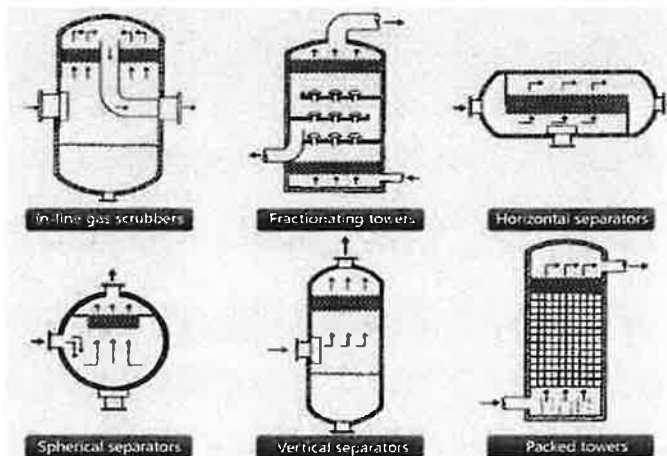 In-line gas scrubbers
Fractionating towers
Horizontal separators
Spherical separators
Vertical separators
Packed towers